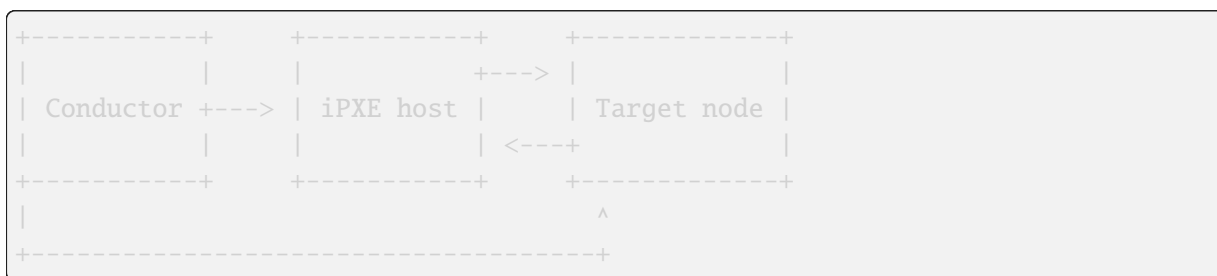 +-----------+      +-----------+      +-------------+
|           |      |           +---> |             |
| Conductor +---> | iPXE host |      | Target node |
|           |      |           | <---+             |
+-----------+      +-----------+      +-------------+
|                                     ^
+-------------------------------------+